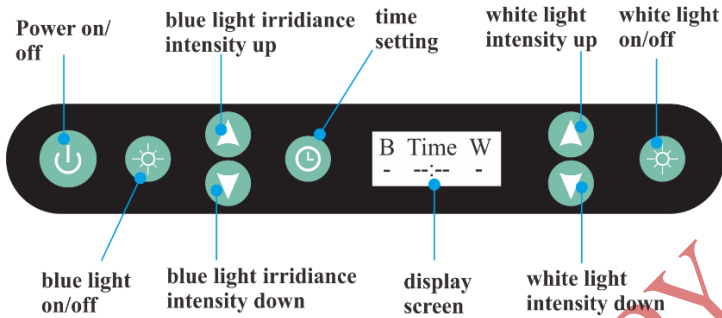 Power on/
off
blue light irridiance
intensity up
time
setting
white light
intensity up
white light
on/off
B Time W
- --:-- -
blue light
on/off
blue light irridiance
intensity down
display
screen
white light
intensity down